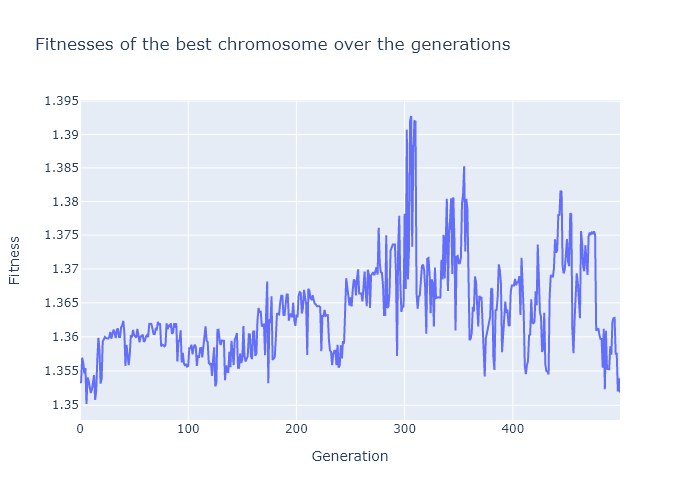 Fitnesses of the best chromosome over the generations
1.395
1.39
1.385
1.38
1.375
1.37
1.365
1.36
1.355
1.35
Fitness
0 100 200 300 400
Generation